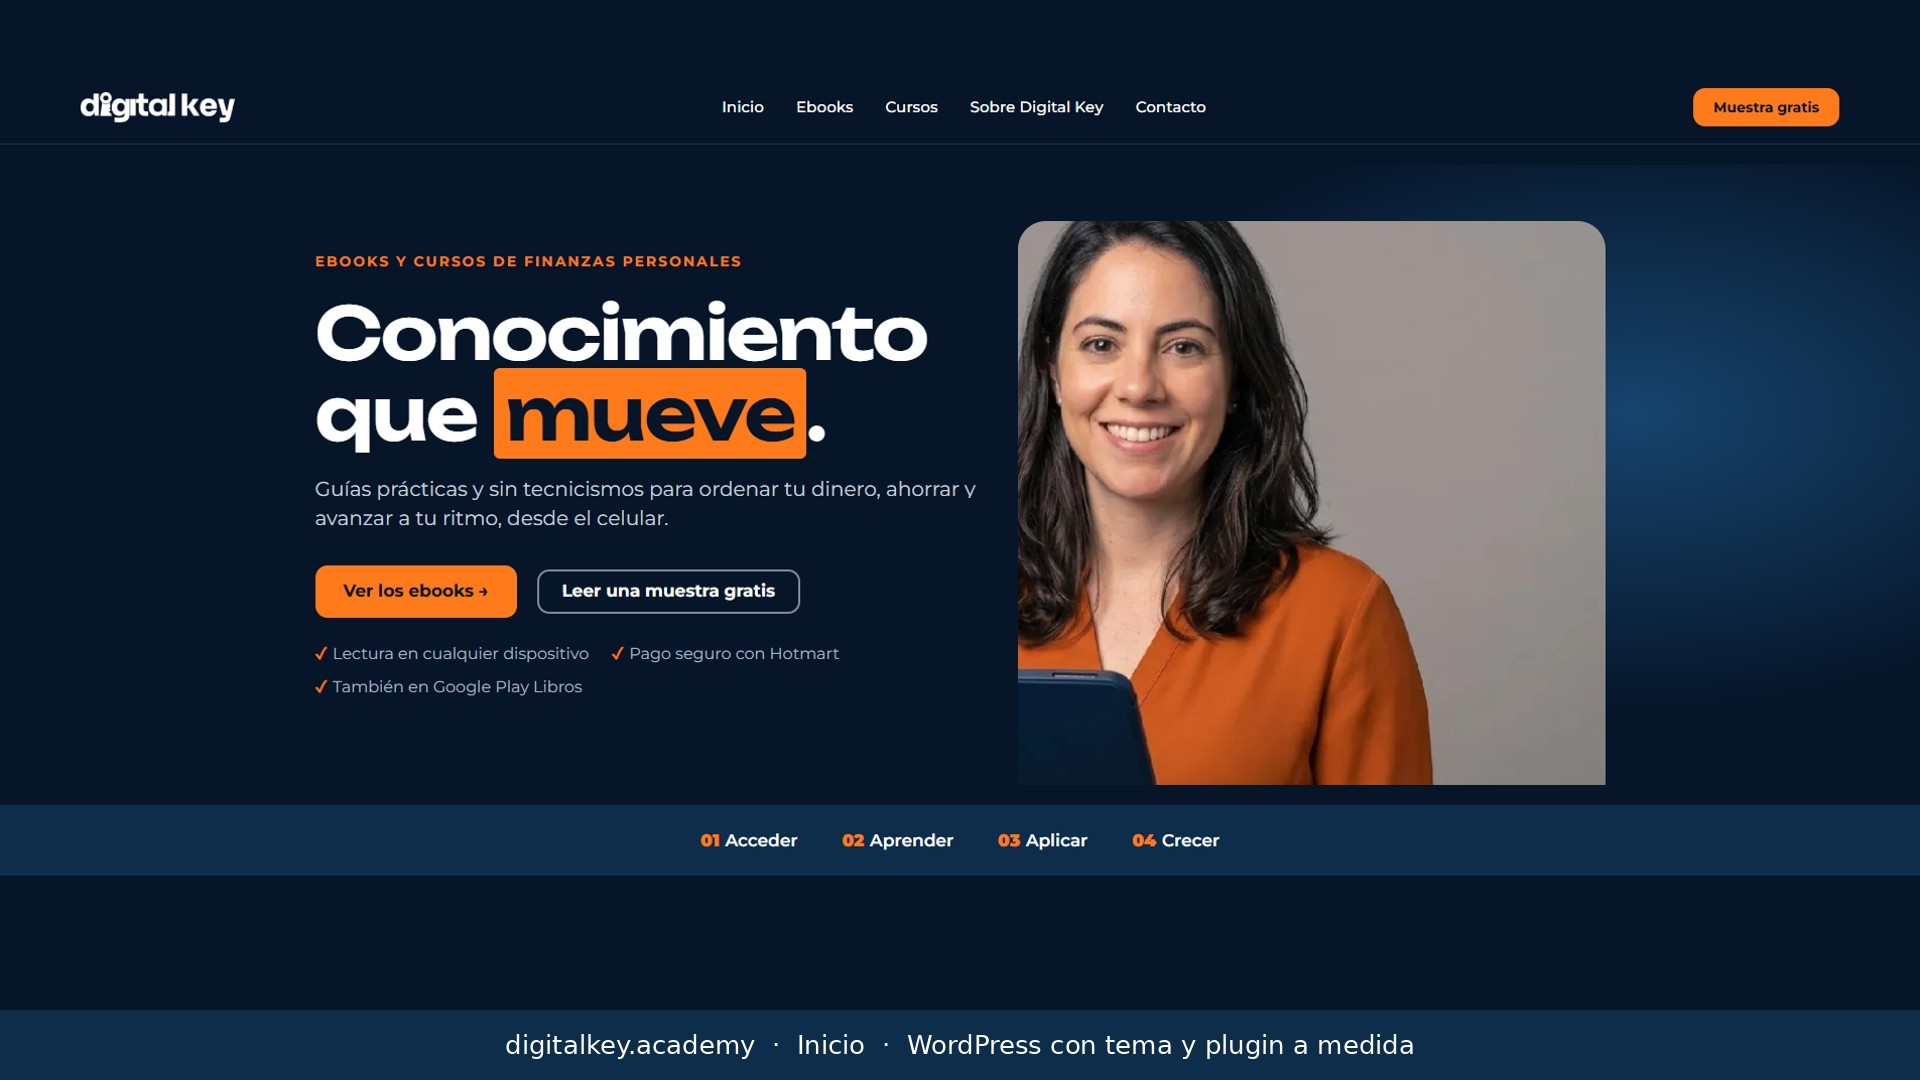 digital key
Inicio Ebooks Cursos Sobre Digital Key Contacto
Muestra gratis
EBOOKS Y CURSOS DE FINANZAS PERSONALES
Conocimiento
que mueve.
Guías prácticas y sin tecnicismos para ordenar tu dinero, ahorrar y
avanzar a tu ritmo, desde el celular.
Ver los ebooks →
Leer una muestra gratis
✓ Lectura en cualquier dispositivo ✓ Pago seguro con Hotmart
✓ También en Google Play Libros
01 Acceder 02 Aprender 03 Aplicar 04 Crecer
digitalkey.academy · Inicio · WordPress con tema y plugin a medida